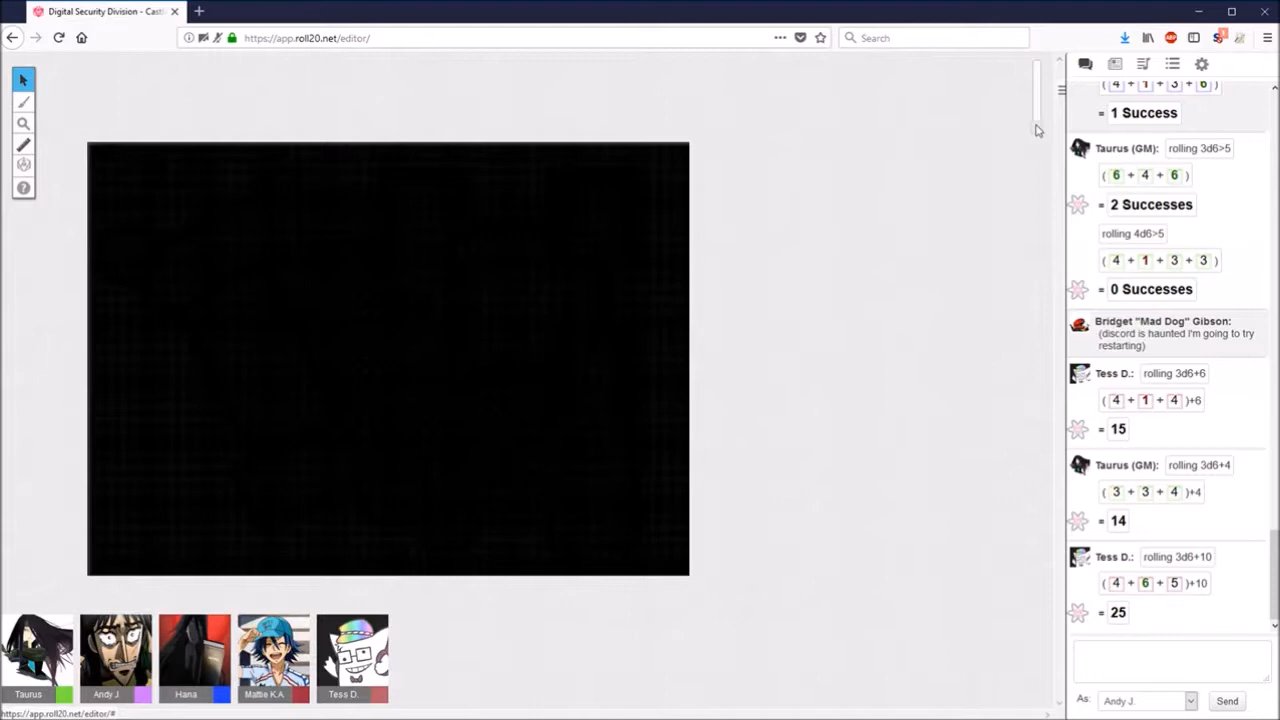 Digital Security Division - Cast
https://app.roll20.net/editor/
Search
( 4 + 1 + 3 + 6 )
= 1 Success
Taurus (GM): rolling 3d6>5
( 6 + 4 + 6 )
= 2 Successes
rolling 4d6>5
( 4 + 1 + 3 + 3 )
= 0 Successes
Bridget "Mad Dog" Gibson:
(discord is haunted I'm going to try
restarting)
Tess D.: rolling 3d6+6
( 4 + 1 + 4 )+6
= 15
Taurus (GM): rolling 3d6+4
( 3 + 3 + 4 )+4
= 14
Tess D.: rolling 3d6+10
( 4 + 6 + 5 )+10
= 25
Taurus Andy J. Hana Mattie K.A. Tess D.
As: Andy J. Send
https://app.roll20.net/editor/#